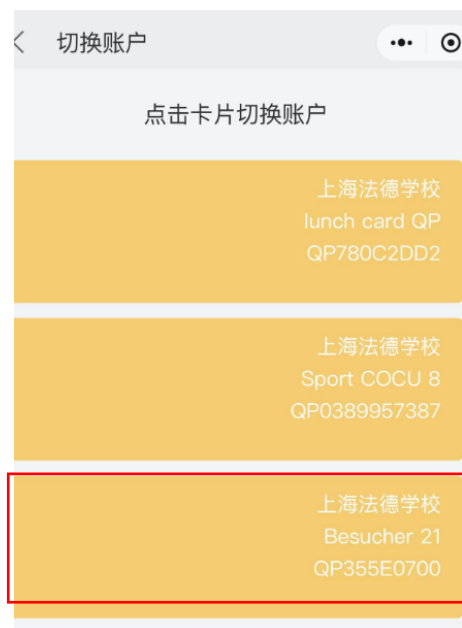 切换账户
点击卡片切换账户
上海法德学校
lunch card QP
QP780C2DD2
上海法德学校
Sport COCU 8
QP0389957387
上海法德学校
Besucher 21
QP355E0700